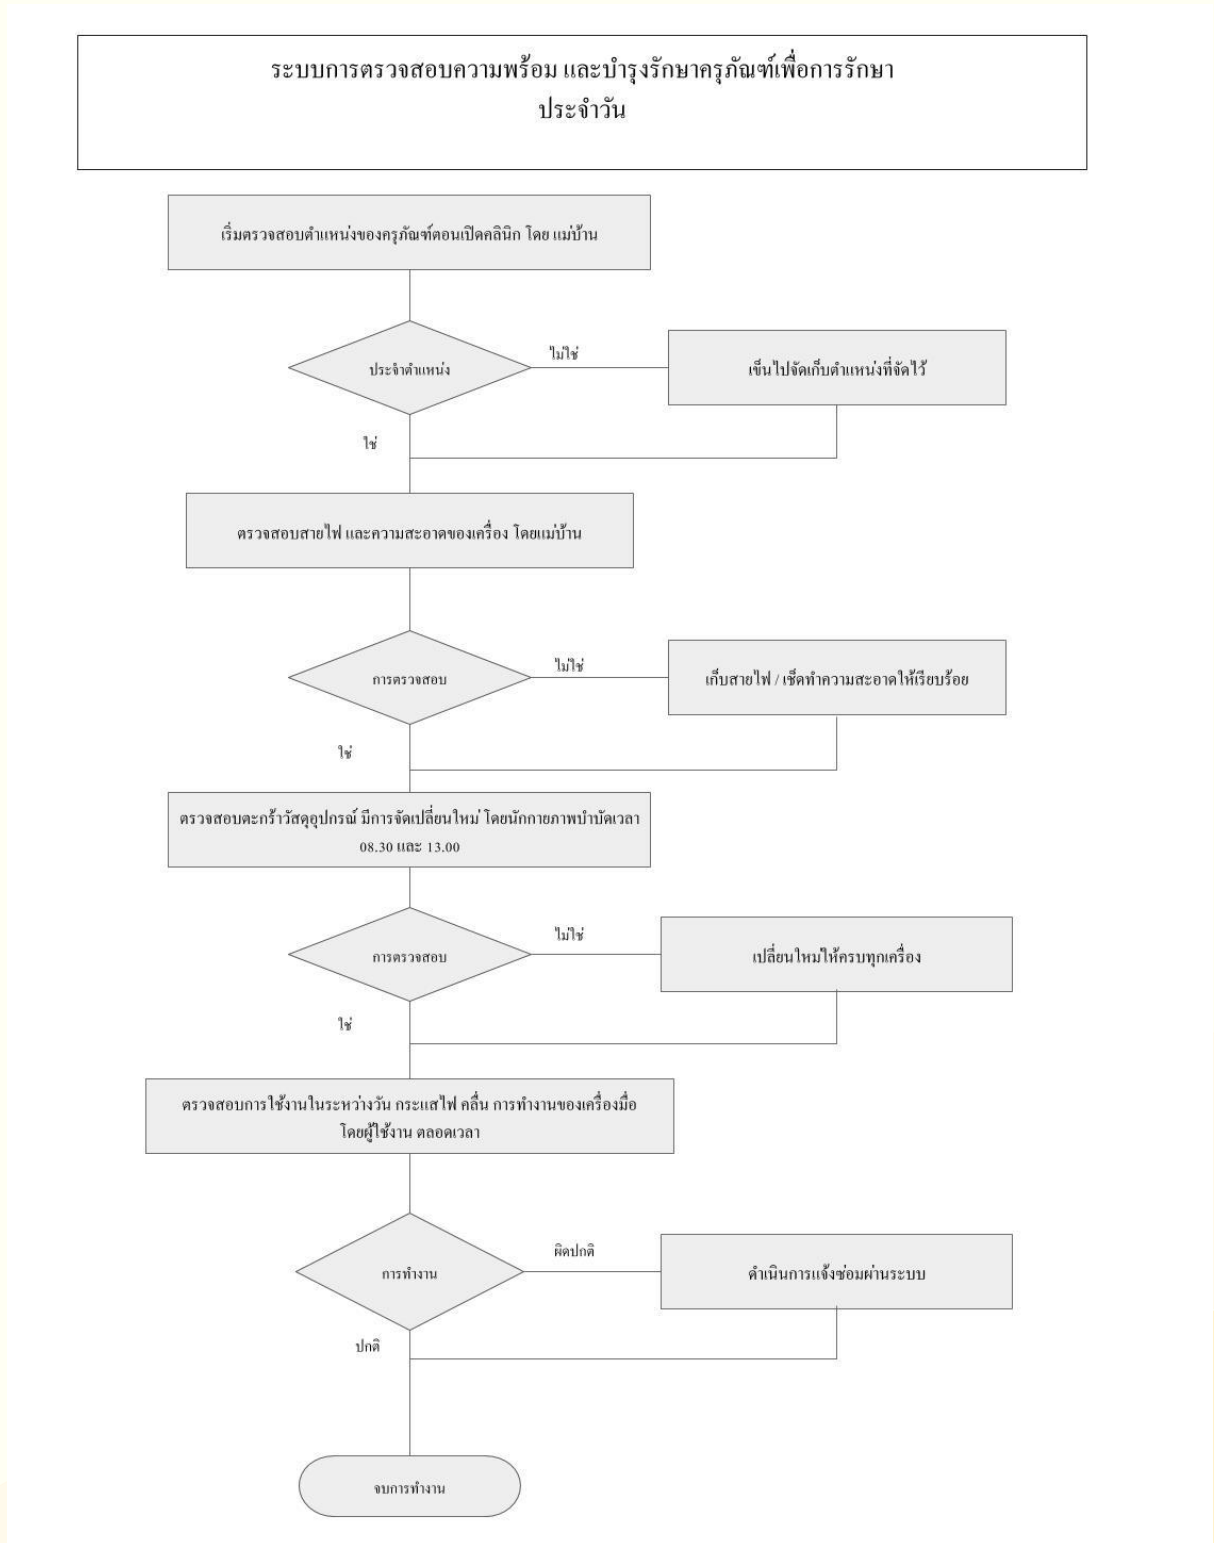 ระบบการตรวจสอบความพร้อม และบำรุงรักษาครุภัณฑ์เพื่อการรักษา
ประจำวัน
เริ่มตรวจสอบตำแหน่งของครุภัณฑ์ตอนเปิดคลินิก โดย แม่บ้าน
ประจำตำแหน่ง
ไม่ใช่
เข็นไปจัดเก็บตำแหน่งที่จัดไว้
ใช่
ตรวจสอบสายไฟ และความสะอาดของเครื่อง โดยแม่บ้าน
การตรวจสอบ
ไม่ใช่
เก็บสายไฟ / เช็ดทำความสะอาดให้เรียบร้อย
ใช่
ตรวจสอบตะกร้าวัสดุอุปกรณ์ มีการจัดเปลี่ยนใหม่ โดยนักกายภาพบำบัดเวลา
08.30 และ 13.00
การตรวจสอบ
ไม่ใช่
เปลี่ยนใหม่ให้ครบทุกเครื่อง
ใช่
ตรวจสอบการใช้งานในระหว่างวัน กระแสไฟ คลื่น การทำงานของเครื่องมือ
โดยผู้ใช้งาน ตลอดเวลา
การทำงาน
ผิดปกติ
ดำเนินการแจ้งซ่อมผ่านระบบ
ปกติ
จบการทำงาน